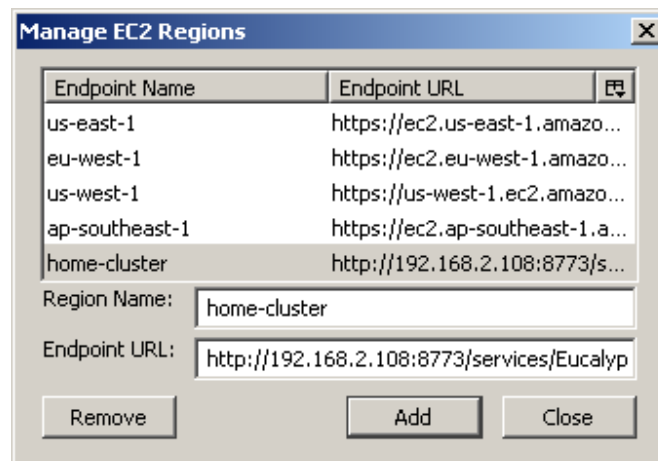 Manage EC2 Regions
Endpoint Name Endpoint URL
us-east-1 https://ec2.us-east-1.amazo...
eu-west-1 https://ec2.eu-west-1.amazo...
us-west-1 https://us-west-1.ec2.amazo...
ap-southeast-1 https://ec2.ap-southeast-1.a...
home-cluster http://192.168.2.108:8773/s...
Region Name: home-cluster
Endpoint URL: http://192.168.2.108:8773/services/Eucalyp
Remove Add Close